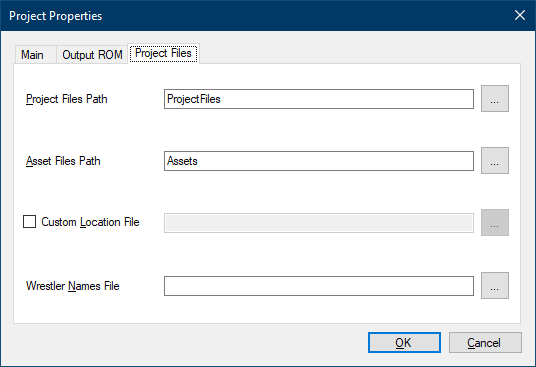 Project Properties
Main Output ROM Project Files
Project Files Path ProjectFiles ...
Asset Files Path Assets ...
Custom Location File ...
Wrestler Names File ...
OK Cancel